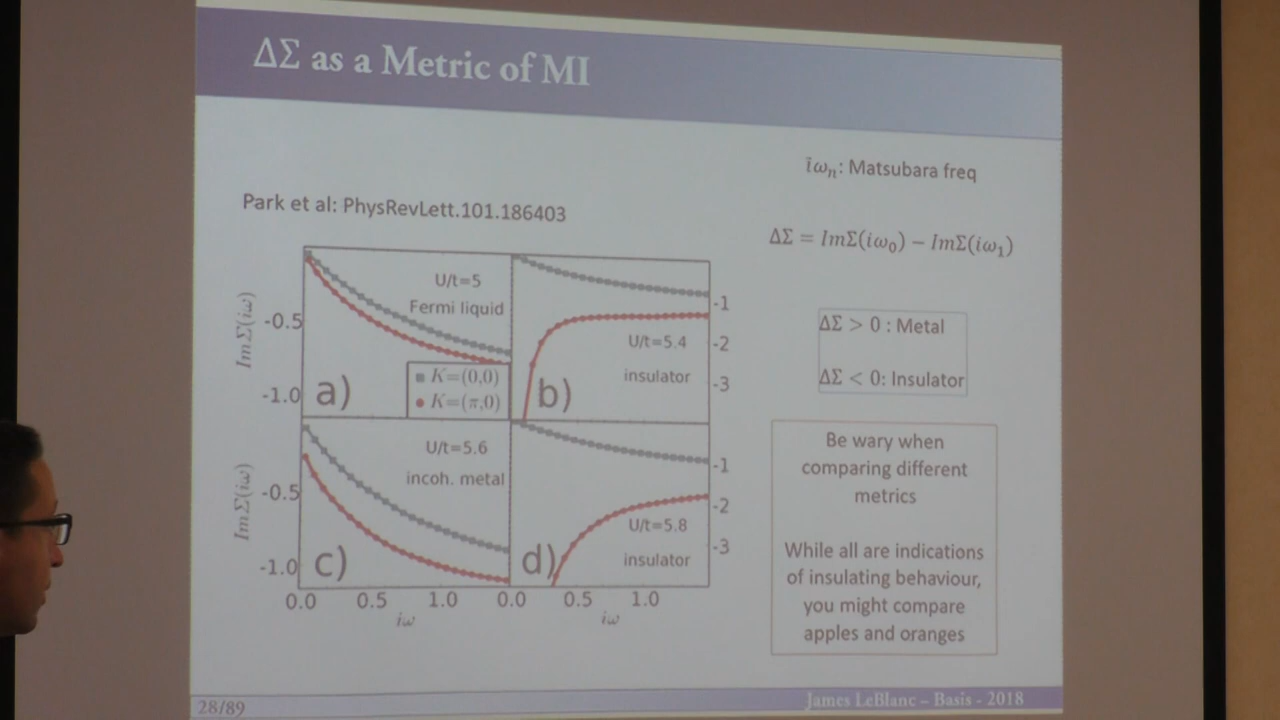 ΔΣ as a Metric of MI
iωₙ: Matsubara freq
Park et al: PhysRevLett.101.186403
ΔΣ = ImΣ(iω₀) − ImΣ(iω₁)
ImΣ(iω)
-0.5
-1.0
U/t=5
Fermi liquid
K=(0,0)
K=(π,0)
a)
U/t=5.4
insulator
b)
-1
-2
-3
ImΣ(iω)
-0.5
-1.0
U/t=5.6
incoh. metal
c)
U/t=5.8
insulator
d)
-1
-2
-3
0.0 0.5 1.0 0.0 0.5 1.0
iω iω
ΔΣ > 0 : Metal
ΔΣ < 0: Insulator
Be wary when
comparing different
metrics
While all are indications
of insulating behaviour,
you might compare
apples and oranges
28/89
James LeBlanc – Basis - 2018